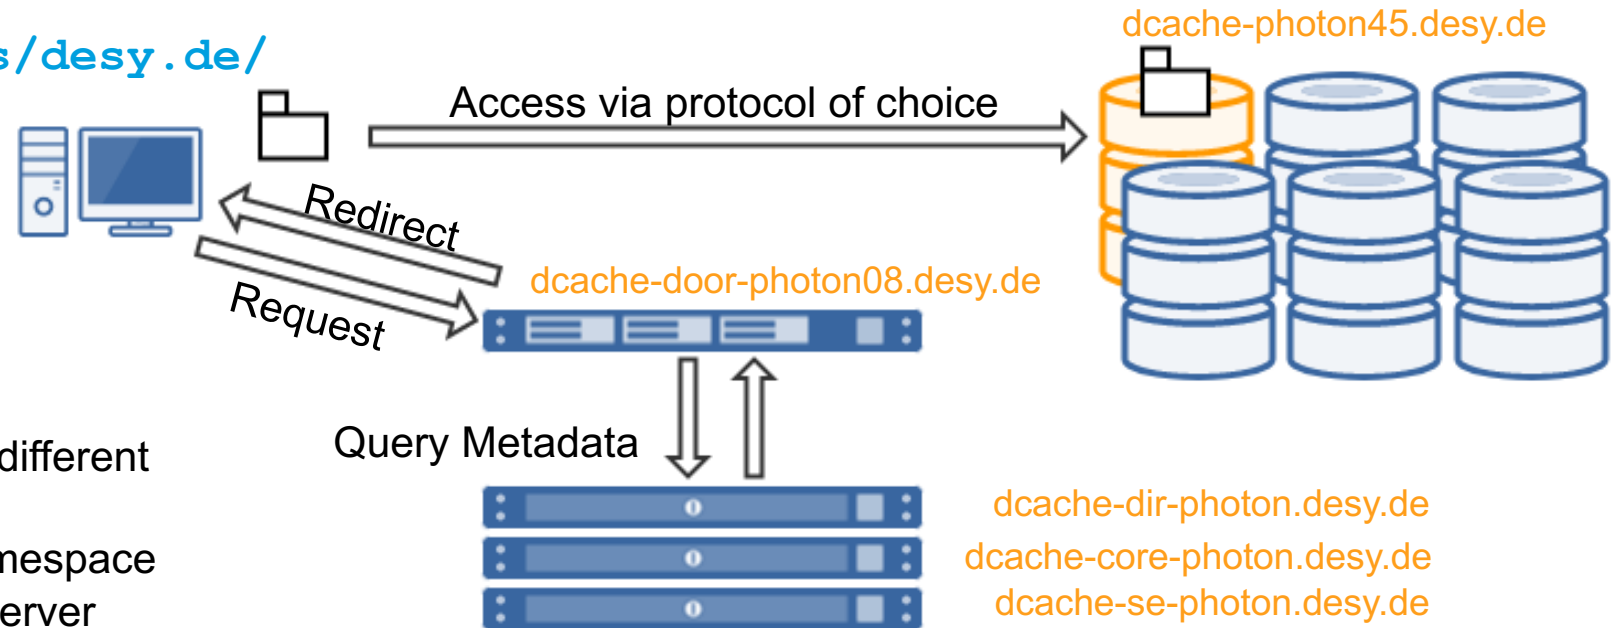 dcache-photon45.desy.de
s/desy.de/
Access via protocol of choice
Redirect
dcache-door-photon08.desy.de
Request
Query Metadata
different
dcache-dir-photon.desy.de
mespace
dcache-core-photon.desy.de
erver
dcache-se-photon.desy.de